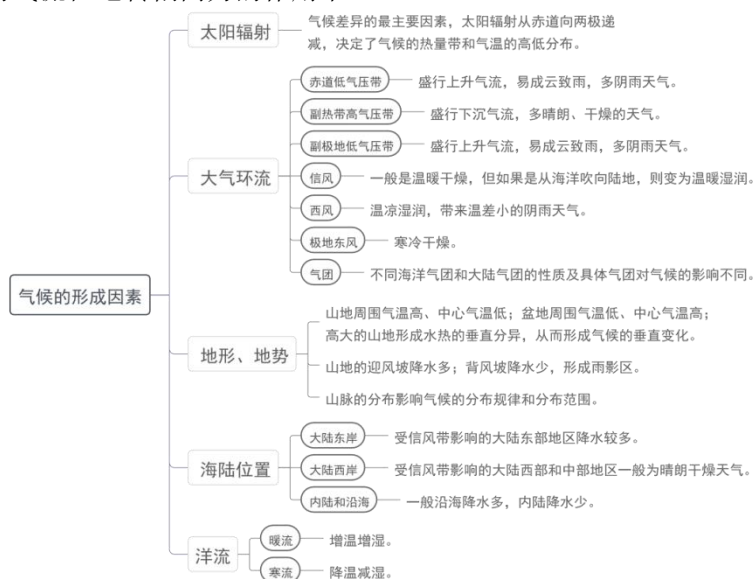 太阳辐射
气候差异的最主要因素，太阳辐射从赤道向两极递
减，决定了气候的热量带和气温的高低分布。
大气环流
赤道低气压带
盛行上升气流，易成云致雨，多阴雨天气。
副热带高气压带
盛行下沉气流，多晴朗、干燥的天气。
副极地低气压带
盛行上升气流，易成云致雨，多阴雨天气。
信风
一般是温暖干燥，但如果是从海洋吹向陆地，则变为温暖湿润。
西风
温凉湿润，带来温差小的阴雨天气。
极地东风
寒冷干燥。
气团
不同海洋气团和大陆气团的性质及具体气团对气候的影响不同。
气候的形成因素
地形、地势
山地周围气温高、中心气温低；盆地周围气温低、中心气温高；
高大的山地形成水热的垂直分异，从而形成气候的垂直变化。
山地的迎风坡降水多；背风坡降水少，形成雨影区。
山脉的分布影响气候的分布规律和分布范围。
海陆位置
大陆东岸
受信风带影响的大陆东部地区降水较多。
大陆西岸
受信风带影响的大陆西部和中部地区一般为晴朗干燥天气。
内陆和沿海
一般沿海降水多，内陆降水少。
洋流
暖流
增温增湿。
寒流
降温减湿。